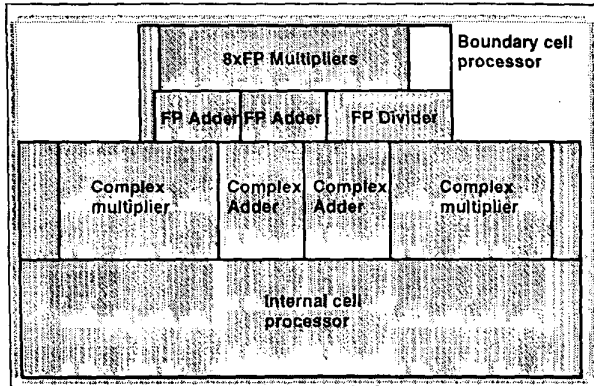 8xFP Multipliers
Boundary cell
processor
FP Adder FP Adder FP Divider
Complex
multiplier
Complex
Adder
Complex
Adder
Complex
multiplier
Internal cell
processor